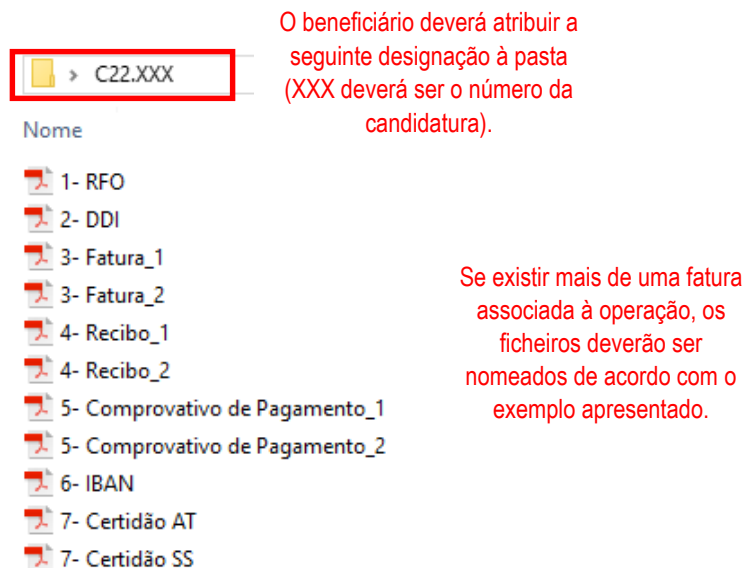 O beneficiário deverá atribuir a
seguinte designação à pasta
(XXX deverá ser o número da
candidatura).
> C22.XXX
Nome
1- RFO
2- DDI
3- Fatura_1
3- Fatura_2
4- Recibo_1
4- Recibo_2
5- Comprovativo de Pagamento_1
5- Comprovativo de Pagamento_2
6- IBAN
7- Certidão AT
7- Certidão SS
Se existir mais de uma fatura
associada à operação, os
ficheiros deverão ser
nomeados de acordo com o
exemplo apresentado.